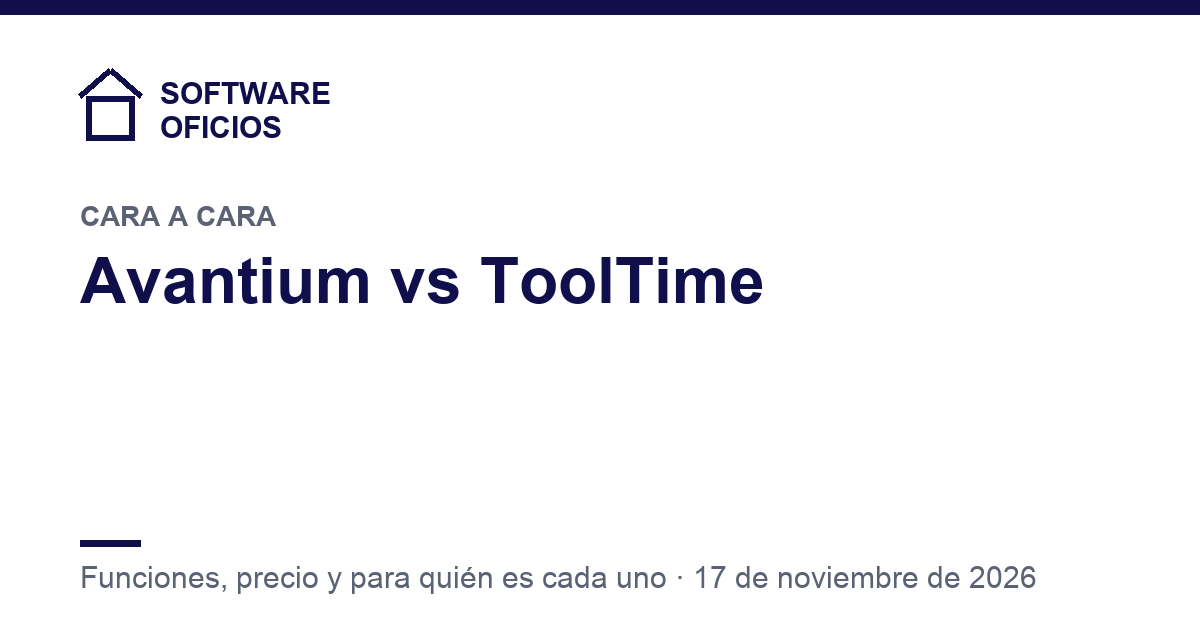 SOFTWARE
OFICIOS
CARA A CARA
Avantium vs ToolTime
Funciones, precio y para quién es cada uno · 17 de noviembre de 2026